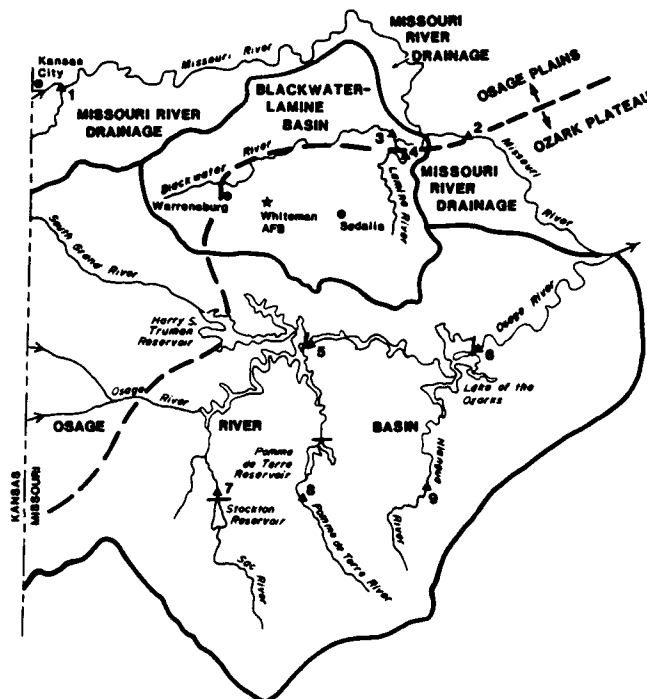 MISSOURI
RIVER
DRAINAGE
Kansas
City
Missouri River
1
MISSOURI RIVER
DRAINAGE
BLACKWATER-
LAMINE
BASIN
OSAGE PLAINS
OZARK PLATEAU
2
3
4
Blackwater River
Warrensburg
Whiteman
AFB
Sedalia
Lamine River
MISSOURI
RIVER
DRAINAGE
Missouri
River
South Grand River
Harry S.
Truman
Reservoir
5
6
Osage River
Lake of the
Ozarks
Osage River
OSAGE
RIVER
BASIN
Pomme
de Terre
Reservoir
Niangua
River
7
8
9
Stockton
Reservoir
Sac River
Pomme de Terre River
KANSAS
MISSOURI